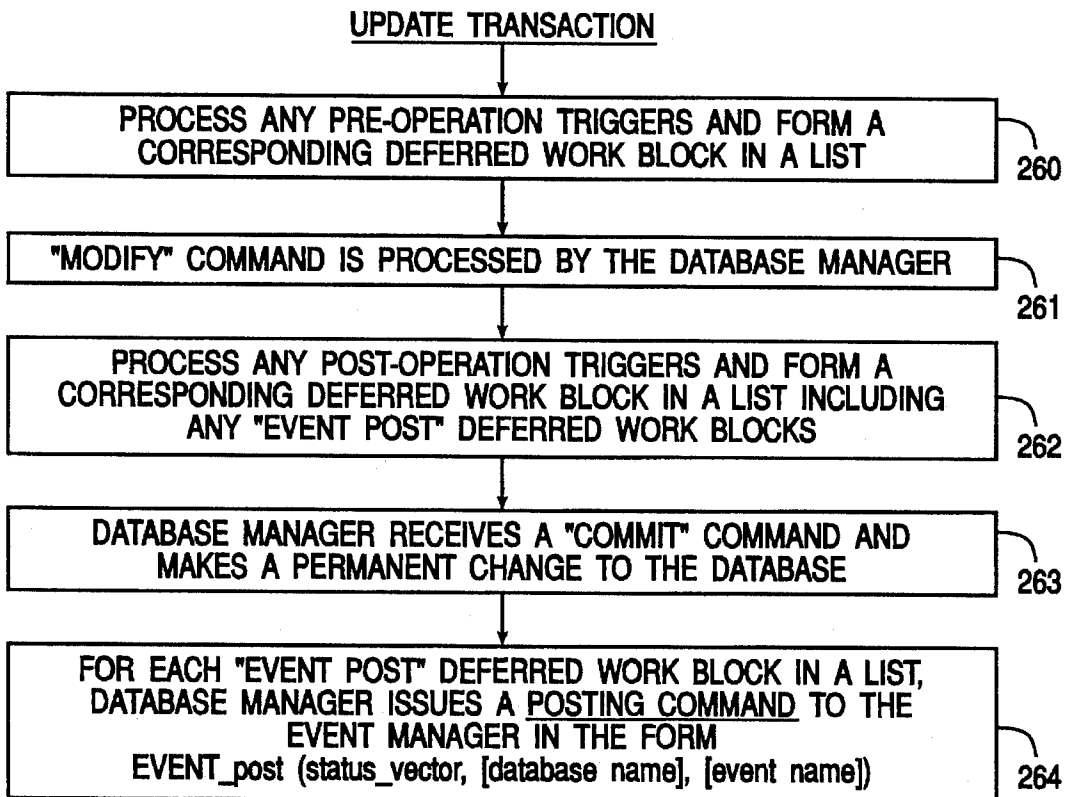 UPDATE TRANSACTION
PROCESS ANY PRE-OPERATION TRIGGERS AND FORM A
CORRESPONDING DEFERRED WORK BLOCK IN A LIST
260
"MODIFY" COMMAND IS PROCESSED BY THE DATABASE MANAGER
261
PROCESS ANY POST-OPERATION TRIGGERS AND FORM A
CORRESPONDING DEFERRED WORK BLOCK IN A LIST INCLUDING
ANY "EVENT POST" DEFERRED WORK BLOCKS
262
DATABASE MANAGER RECEIVES A "COMMIT" COMMAND AND
MAKES A PERMANENT CHANGE TO THE DATABASE
263
FOR EACH "EVENT POST" DEFERRED WORK BLOCK IN A LIST,
DATABASE MANAGER ISSUES A POSTING COMMAND TO THE
EVENT MANAGER IN THE FORM
EVENT_post (status_vector, [database name], [event name])
264